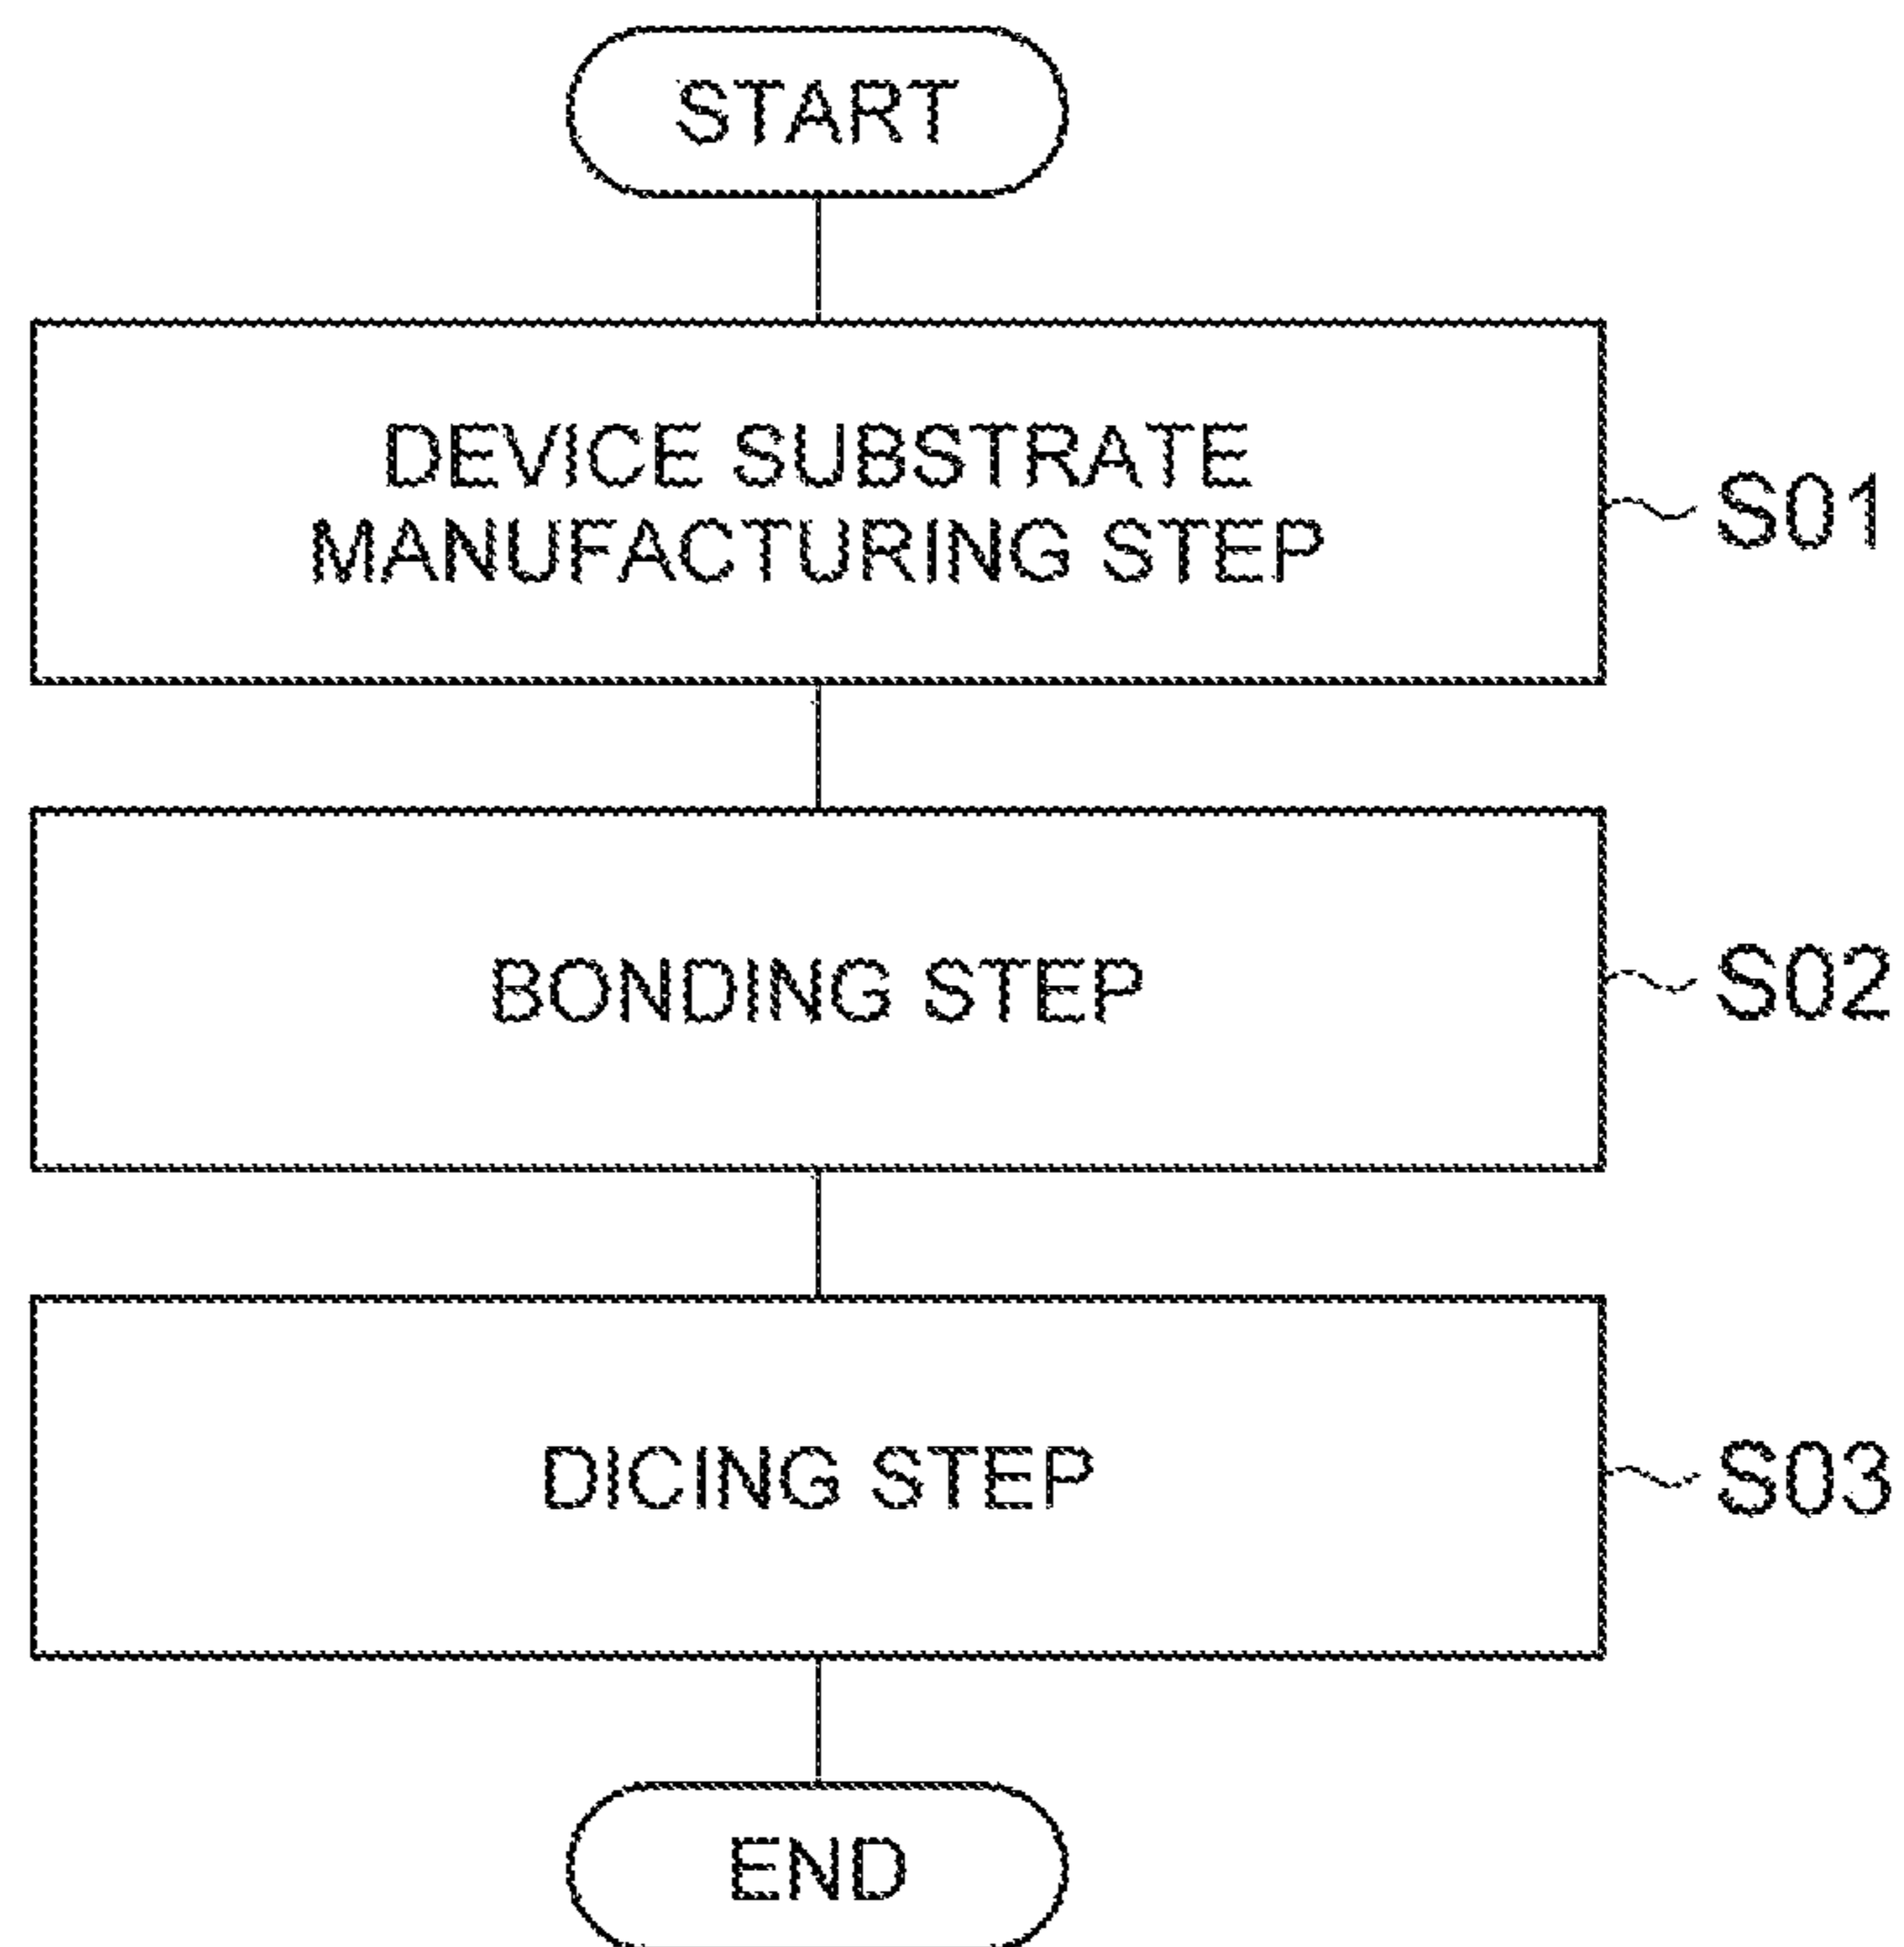 START
DEVICE SUBSTRATE
MANUFACTURING STEP
S01
BONDING STEP
S02
DICING STEP
S03
END